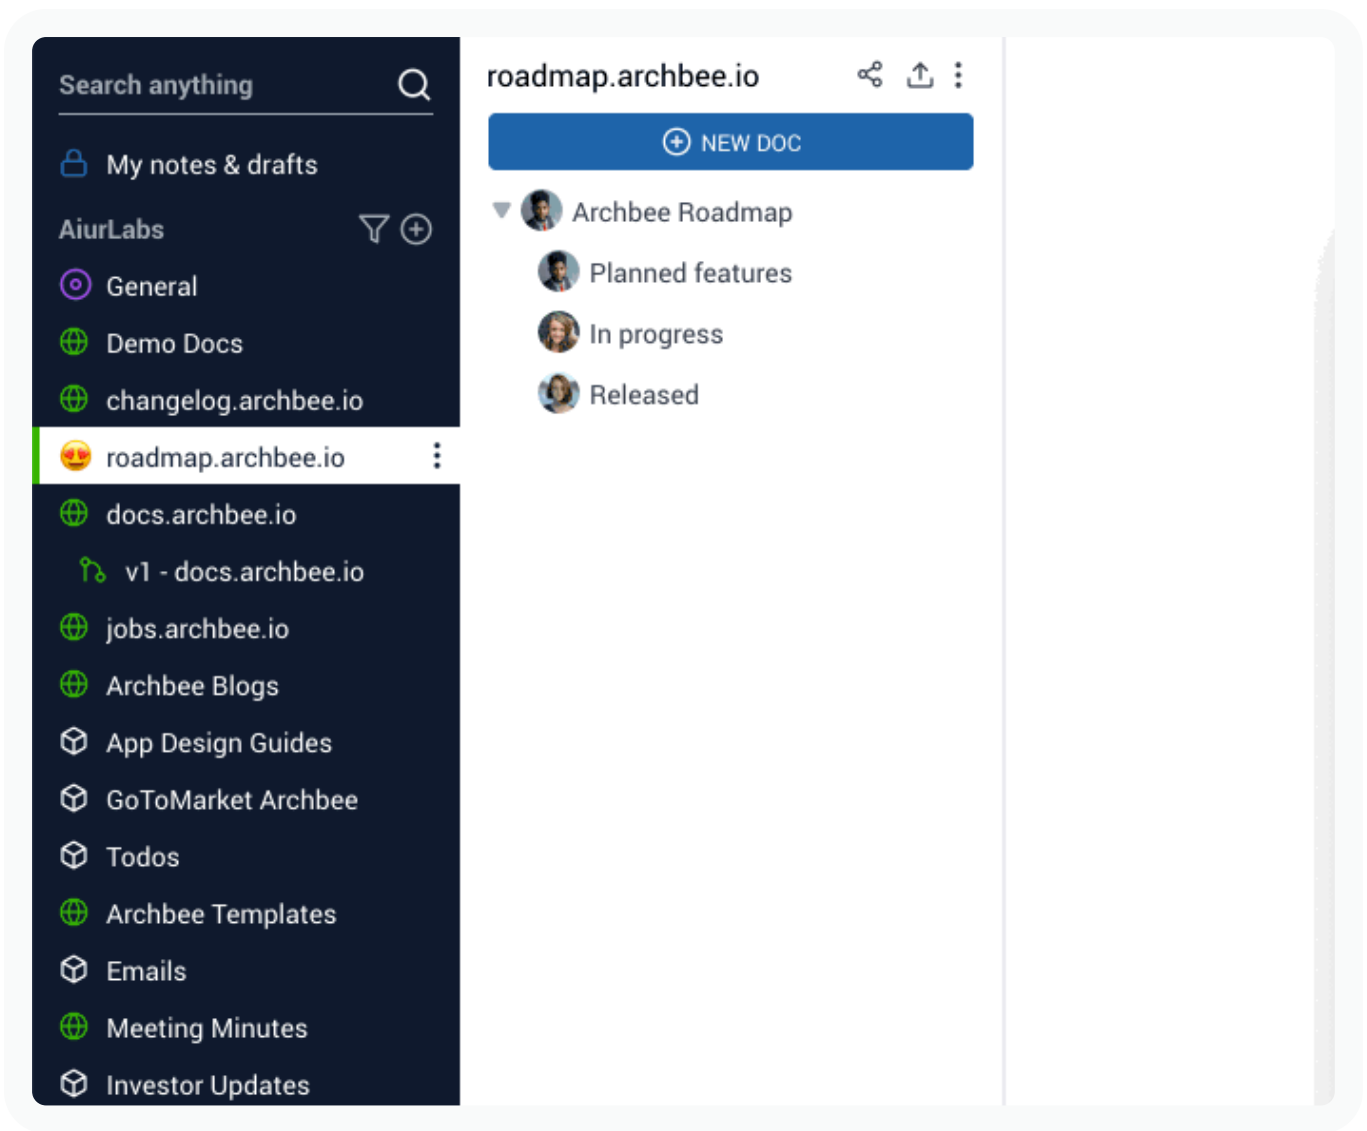 Search anything
My notes & drafts
AiurLabs
General
Demo Docs
changelog.archbee.io
roadmap.archbee.io
docs.archbee.io
v1 - docs.archbee.io
jobs.archbee.io
Archbee Blogs
App Design Guides
GoToMarket Archbee
Todos
Archbee Templates
Emails
Meeting Minutes
Investor Updates
roadmap.archbee.io
NEW DOC
Archbee Roadmap
Planned features
In progress
Released